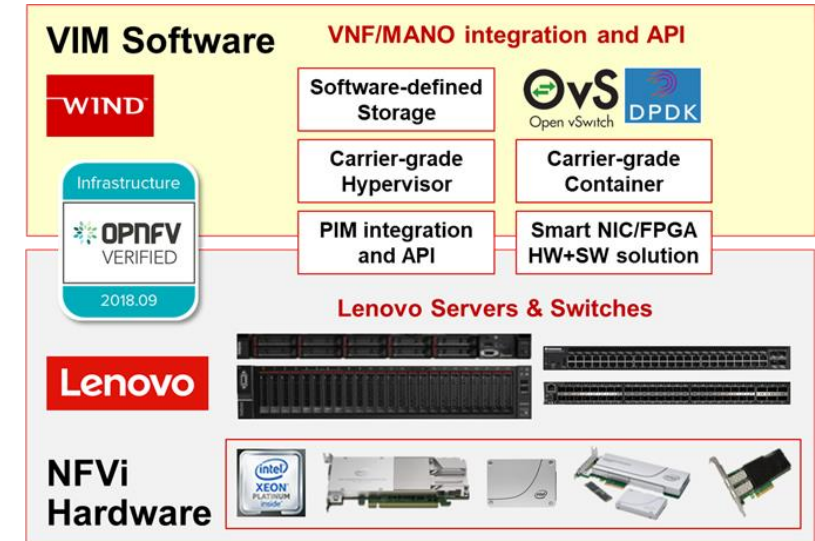 VIM Software
VNF/MANO integration and API
WIND
Software-defined
Storage
OvS
Open vSwitch
DPDK
Carrier-grade
Hypervisor
Carrier-grade
Container
Infrastructure
OPNFV
VERIFIED
2018.09
PIM integration
and API
Smart NIC/FPGA
HW+SW solution
Lenovo Servers & Switches
Lenovo
NFVi
Hardware
intel
XEON
PLATINUM
inside